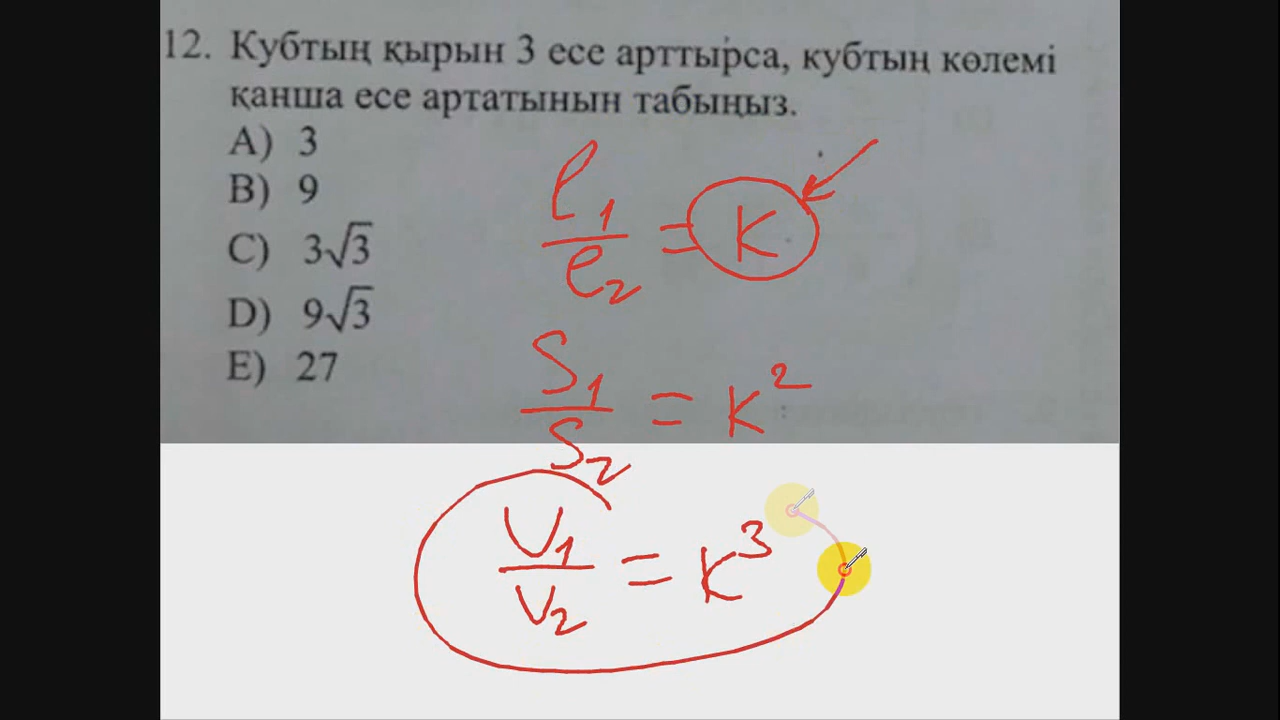 12. Кубтың қырын 3 есе арттырса, кубтың көлемі
қанша есе артатынын табыңыз.
A) 3
B) 9
C) 3√3
D) 9√3
E) 27
l₁/l₂ = K
S₁/S₂ = K²
V₁/V₂ = K³